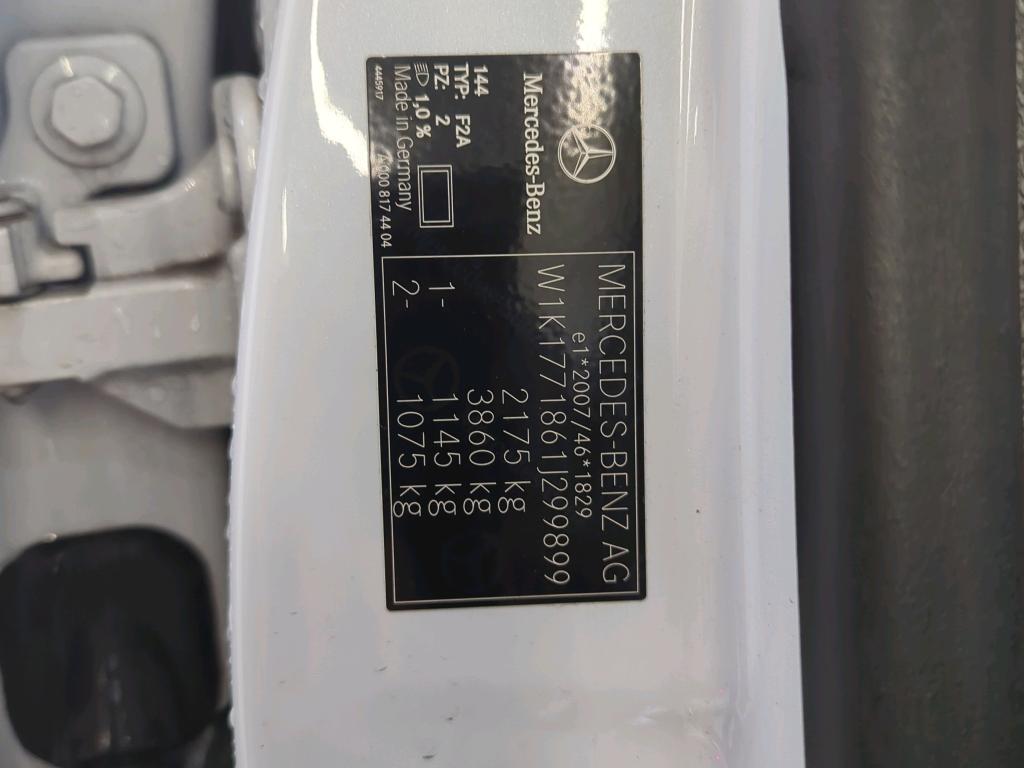 Mercedes-Benz
144
TYP: F2A
PZ: 2
1,0 %
Made in Germany
4445917
A 000 817 44 04
MERCEDES-BENZ AG
e1*2007/46*1829
W1K1771861J299899
2175 kg
3860 kg
1- 1145 kg
2- 1075 kg